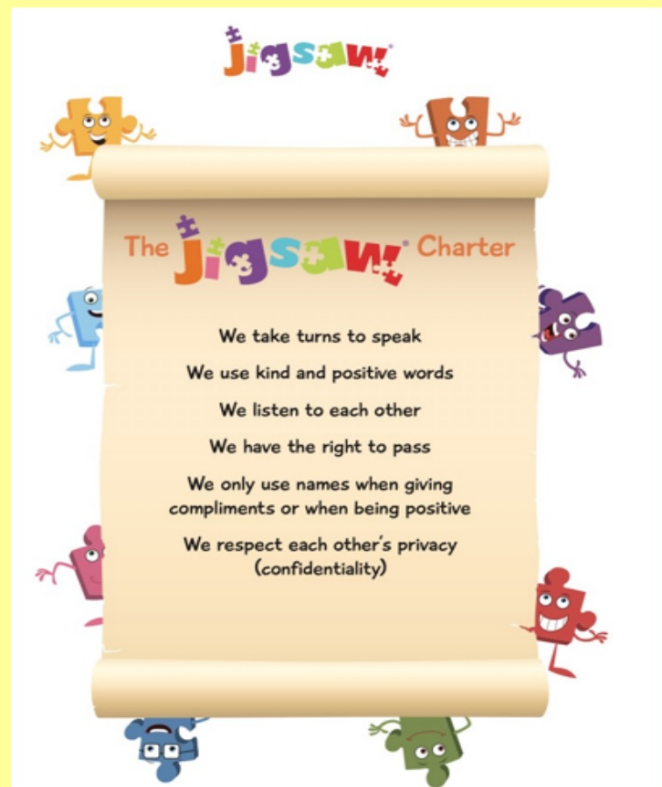 jigsaw®
The jigsaw® Charter
We take turns to speak
We use kind and positive words
We listen to each other
We have the right to pass
We only use names when giving
compliments or when being positive
We respect each other's privacy
(confidentiality)